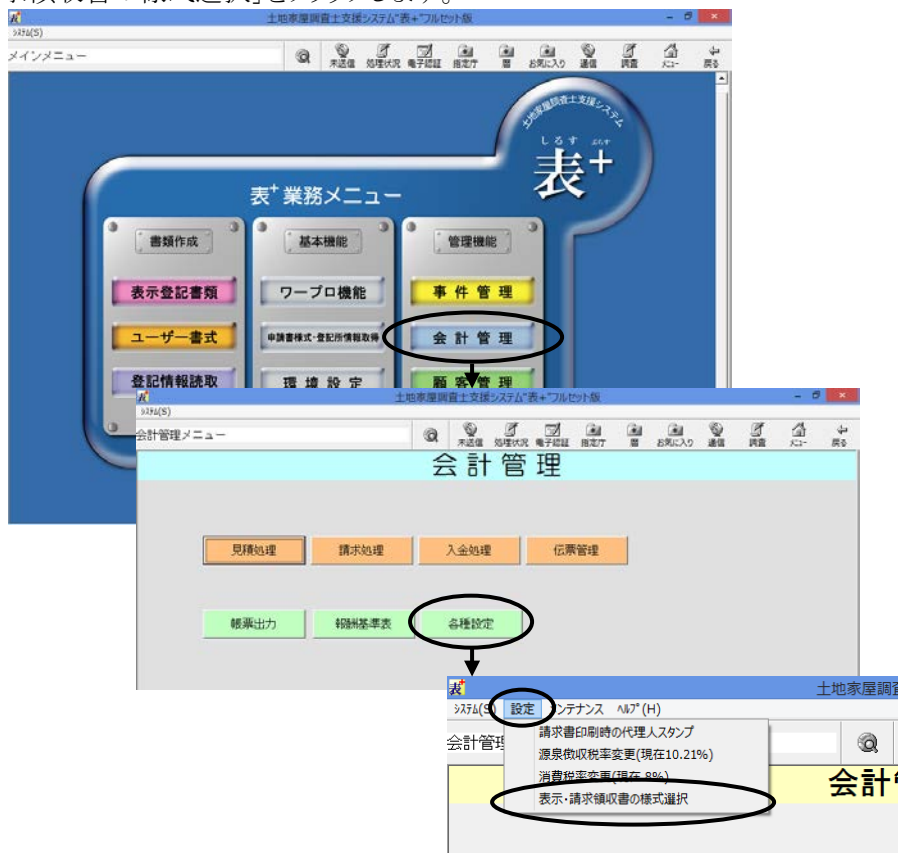 土地家屋調査士支援システム"表+"フルセット版
ｼｽﾃﾑ(S)
メインメニュー
未送信 処理状況 電子認証 指定庁 暦 お気に入り 通信 調査 ﾒﾆｭｰ 戻る
土地家屋調査士支援システム
しるす ぷらす
表+
表+業務メニュー
書類作成 基本機能 管理機能
表示登記書類 ワープロ機能 事件管理
ユーザー書式 申請書様式・登記所情報取得 会計管理
登記情報読取 環境設定 顧客管理
土地家屋調査士支援システム"表+"フルセット版
ｼｽﾃﾑ(S)
会計管理メニュー
未送信 処理状況 電子認証 指定庁 暦 お気に入り 通信 調査 ﾒﾆｭｰ 戻る
会計管理
見積処理 請求処理 入金処理 伝票管理
帳票出力 報酬基準表 各種設定
土地家屋調査
ｼｽﾃﾑ(S) 設定 メンテナンス ﾍﾙﾌﾟ(H)
会計管理
請求書印刷時の代理人スタンプ
源泉徴収税率変更(現在10.21%)
消費税率変更(現在 8%)
表示・請求領収書の様式選択
会計